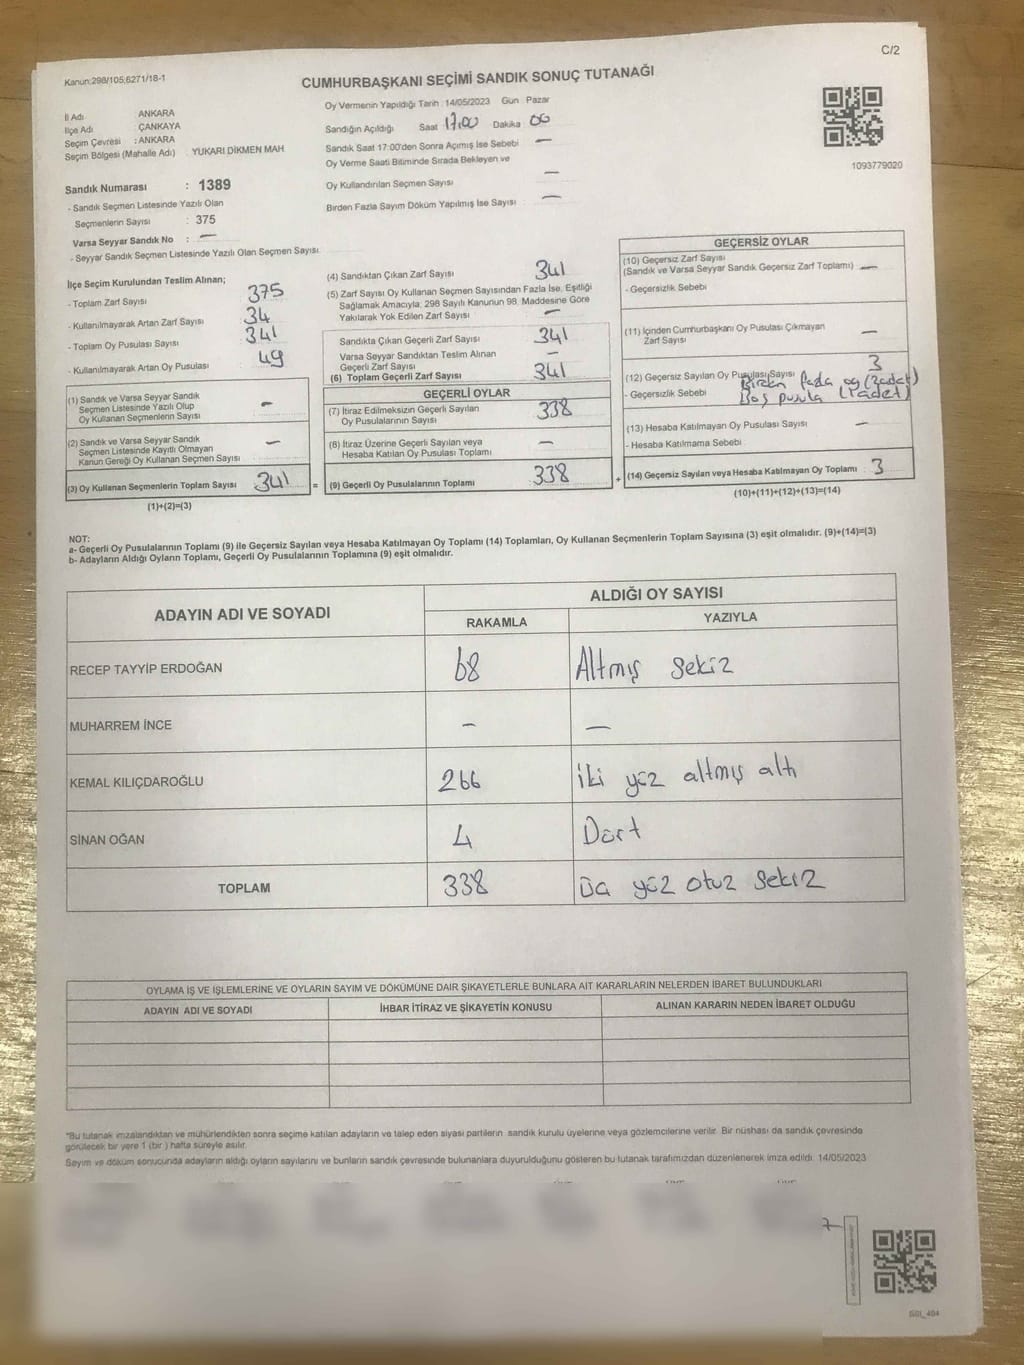 C/2
Kanun:298/105,6271/18-1
CUMHURBAŞKANI SEÇİMİ SANDIK SONUÇ TUTANAĞI
İl Adı ANKARA
İlçe Adı ÇANKAYA
Seçim Çevresi : ANKARA
Seçim Bölgesi (Mahalle Adı) YUKARI DİKMEN MAH
Sandık Numarası : 1389
- Sandık Seçmen Listesinde Yazılı Olan
Seçmenlerin Sayısı : 375
Varsa Seyyar Sandık No : —
- Seyyar Sandık Seçmen Listesinde Yazılı Olan Seçmen Sayısı
Oy Vermenin Yapıldığı Tarih : 14/05/2023 Gün Pazar
Sandığın Açıldığı Saat 17.00 Dakika 00
Sandık Saat 17:00'den Sonra Açımış İse Sebebi —
Oy Verme Saati Bitiminde Sırada Bekleyen ve
Oy Kullandırılan Seçmen Sayısı —
Birden Fazla Sayım Döküm Yapılmış İse Sayısı —
1093779020
İlçe Seçim Kurulundan Teslim Alınan;
- Toplam Zarf Sayısı 375
- Kullanılmayarak Artan Zarf Sayısı 34
- Toplam Oy Pusulası Sayısı 341
- Kullanılmayarak Artan Oy Pusulası 49
(1) Sandık ve Varsa Seyyar Sandık
Seçmen Listesinde Yazılı Olup
Oy Kullanan Seçmenlerin Sayısı -
(2) Sandık ve Varsa Seyyar Sandık
Seçmen Listesinde Kayıtlı Olmayan
Kanun Gereği Oy Kullanan Seçmen Sayısı —
(3) Oy Kullanan Seçmenlerin Toplam Sayısı 341 =
(1)+(2)=(3)
(4) Sandıktan Çıkan Zarf Sayısı 341
(5) Zarf Sayısı Oy Kullanan Seçmen Sayısından Fazla İse, Eşitliği
Sağlamak Amacıyla; 298 Sayılı Kanunun 98. Maddesine Göre
Yakılarak Yok Edilen Zarf Sayısı —
Sandıkta Çıkan Geçerli Zarf Sayısı 341
Varsa Seyyar Sandıktan Teslim Alınan
Geçerli Zarf Sayısı —
(6) Toplam Geçerli Zarf Sayısı 341
GEÇERLİ OYLAR
(7) İtiraz Edilmeksizin Geçerli Sayılan
Oy Pusulalarının Sayısı 338
(8) İtiraz Üzerine Geçerli Sayılan veya
Hesaba Katılan Oy Pusulası Toplamı —
(9) Geçerli Oy Pusulalarının Toplamı 338 +
GEÇERSİZ OYLAR
(10) Geçersiz Zarf Sayısı
(Sandık ve Varsa Seyyar Sandık Geçersiz Zarf Toplamı) —
- Geçersizlik Sebebi
(11) İçinden Cumhurbaşkanı Oy Pusulası Çıkmayan
Zarf Sayısı —
(12) Geçersiz Sayılan Oy Pusulası Sayısı 3
Birden fazla oy (2 adet)
- Geçersizlik Sebebi Boş pusula (1 adet)
(13) Hesaba Katılmayan Oy Pusulası Sayısı —
- Hesaba Katılmama Sebebi
(14) Geçersiz Sayılan veya Hesaba Katılmayan Oy Toplamı 3
(10)+(11)+(12)+(13)=(14)
NOT:
a- Geçerli Oy Pusulalarının Toplamı (9) ile Geçersiz Sayılan veya Hesaba Katılmayan Oy Toplamı (14) Toplamları, Oy Kullanan Seçmenlerin Toplam Sayısına (3) eşit olmalıdır. (9)+(14)=(3)
b- Adayların Aldığı Oyların Toplamı, Geçerli Oy Pusulalarının Toplamına (9) eşit olmalıdır.
ADAYIN ADI VE SOYADI ALDIĞI OY SAYISI
RAKAMLA YAZIYLA
RECEP TAYYİP ERDOĞAN 68 Altmış sekiz
MUHARREM İNCE — —
KEMAL KILIÇDAROĞLU 266 iki yüz altmış altı
SİNAN OĞAN 4 Dört
TOPLAM 338 üç yüz otuz sekiz
OYLAMA İŞ VE İŞLEMLERİNE VE OYLARIN SAYIM VE DÖKÜMÜNE DAİR ŞİKAYETLERLE BUNLARA AİT KARARLARIN NELERDEN İBARET BULUNDUKLARI
ADAYIN ADI VE SOYADI İHBAR İTİRAZ VE ŞİKAYETİN KONUSU ALINAN KARARIN NEDEN İBARET OLDUĞU
*Bu tutanak imzalandıktan ve mühürlendikten sonra seçime katılan adayların ve talep eden siyasi partilerin sandık kurulu üyelerine veya gözlemcilerine verilir. Bir nüshası da sandık çevresinde
görülecek bir yere 1 (bir ) hafta süreyle asılır.
Sayım ve döküm sonucunda adayların aldığı oyların sayılarını ve bunların sandık çevresinde bulunanlara duyurulduğunu gösteren bu tutanak tarafımızdan düzenlenerek imza edildi. 14/05/2023